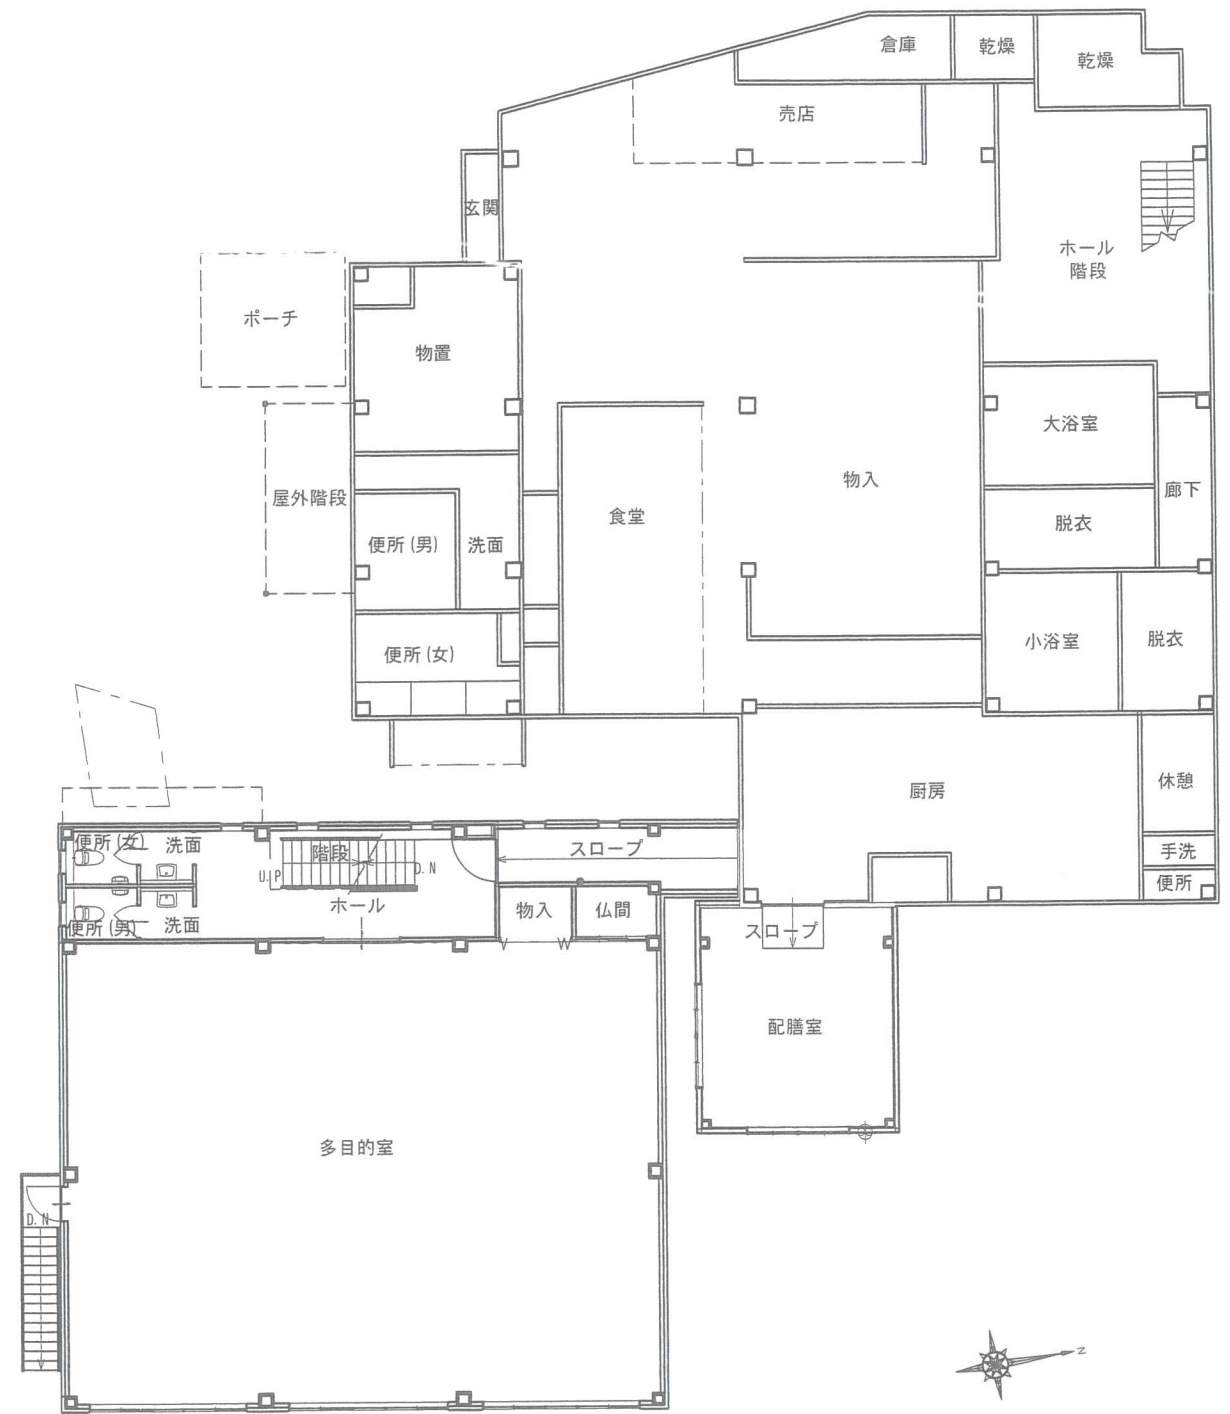 倉庫
乾燥
乾燥
売店
玄関
ホール
階段
ポーチ
物置
大浴室
物入
廊下
屋外階段
食堂
脱衣
便所(男)
洗面
小浴室
脱衣
便所(女)
休憩
厨房
便所(女)
洗面
階段
スロープ
手洗
U.P
D.N
便所
ホール
物入
仏間
便所(男)
洗面
スロープ
配膳室
多目的室
D.N
N